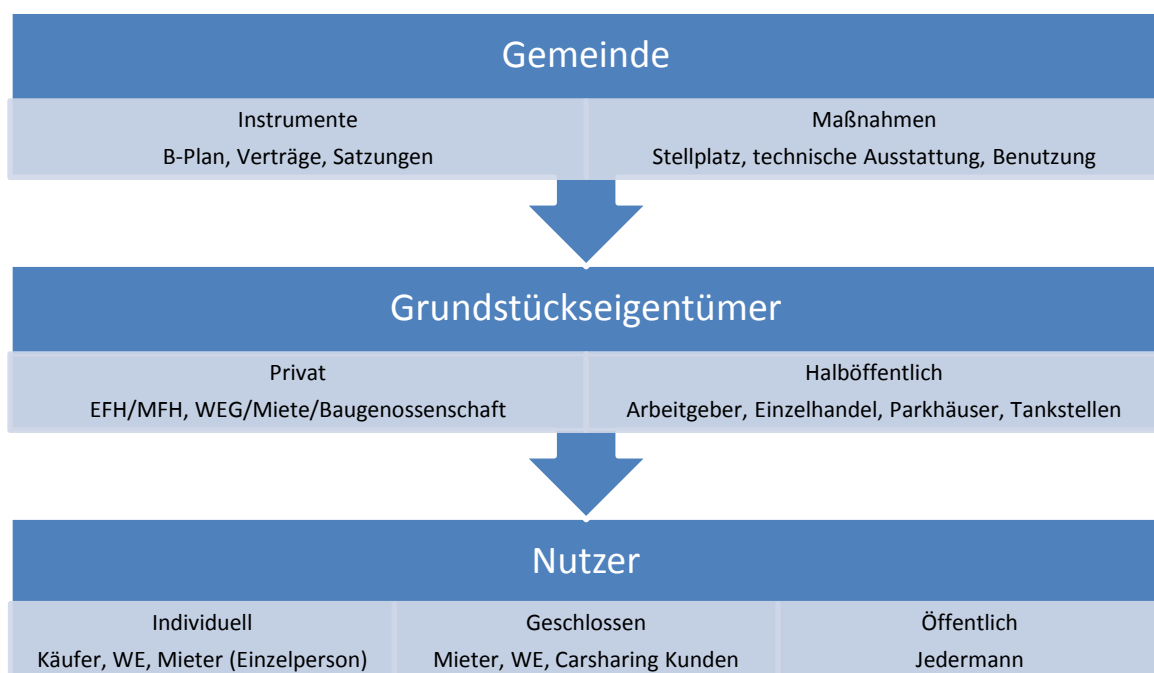 Gemeinde
Instrumente
B-Plan, Verträge, Satzungen
Maßnahmen
Stellplatz, technische Ausstattung, Benutzung
Grundstückseigentümer
Privat
EFH/MFH, WEG/Miete/Baugenossenschaft
Halböffentlich
Arbeitgeber, Einzelhandel, Parkhäuser, Tankstellen
Nutzer
Individuell
Käufer, WE, Mieter (Einzelperson)
Geschlossen
Mieter, WE, Carsharing Kunden
Öffentlich
Jedermann